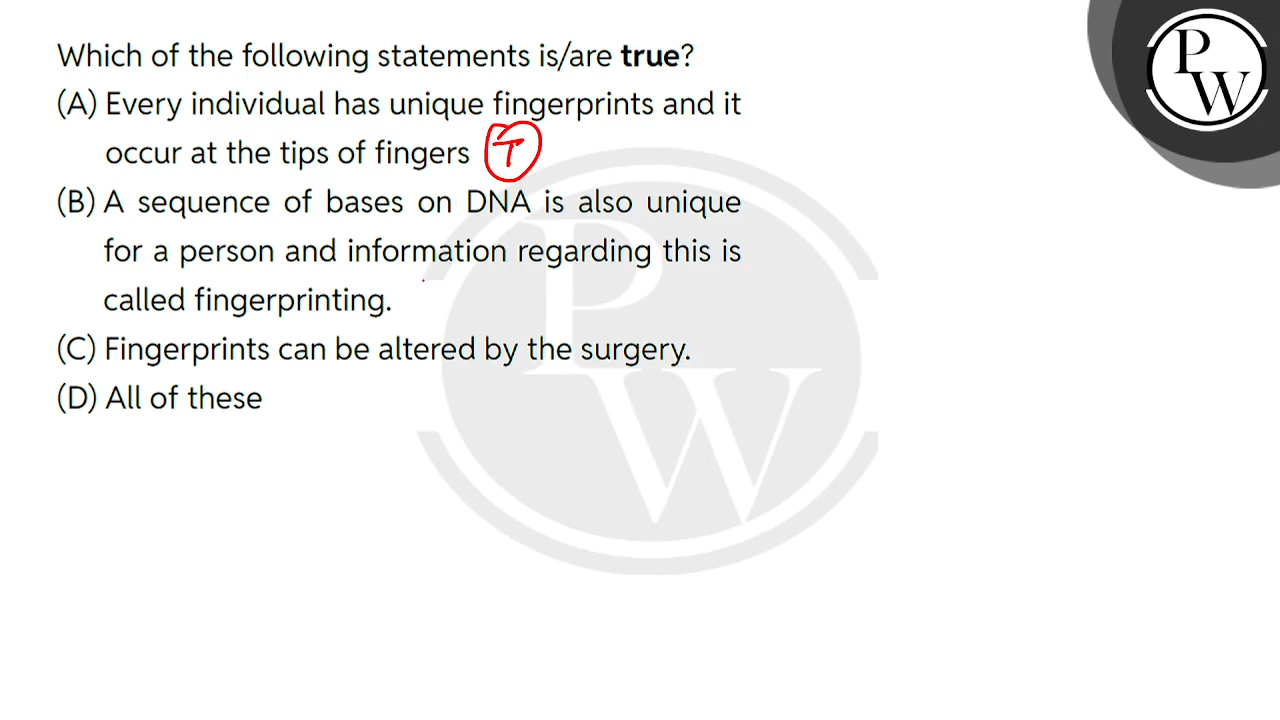 Which of the following statements is/are true?
(A) Every individual has unique fingerprints and it
occur at the tips of fingers T
(B) A sequence of bases on DNA is also unique
for a person and information regarding this is
called fingerprinting.
(C) Fingerprints can be altered by the surgery.
(D) All of these
P
W
P
W